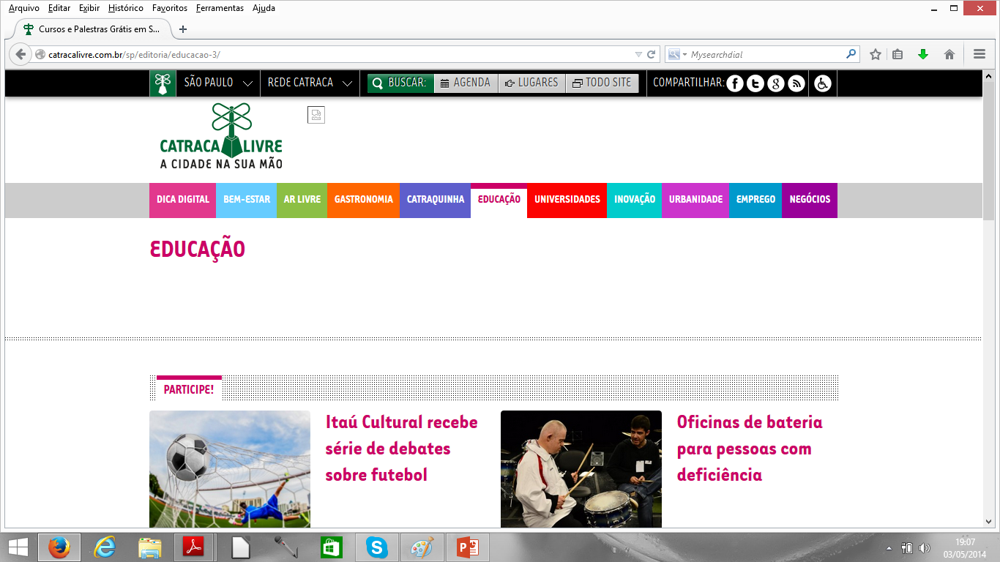 Arquivo Editar Exibir Histórico Favoritos Ferramentas Ajuda
Cursos e Palestras Grátis em S...
catracalivre.com.br/sp/editoria/educacao-3/
Mysearchdial
SÃO PAULO REDE CATRACA BUSCAR: AGENDA LUGARES TODO SITE COMPARTILHAR:
CATRACA LIVRE
A CIDADE NA SUA MÃO
DICA DIGITAL BEM-ESTAR AR LIVRE GASTRONOMIA CATRAQUINHA EDUCAÇÃO UNIVERSIDADES INOVAÇÃO URBANIDADE EMPREGO NEGÓCIOS
EDUCAÇÃO
PARTICIPE!
Itaú Cultural recebe
série de debates
sobre futebol
Oficinas de bateria
para pessoas com
deficiência
19:07
03/05/2014